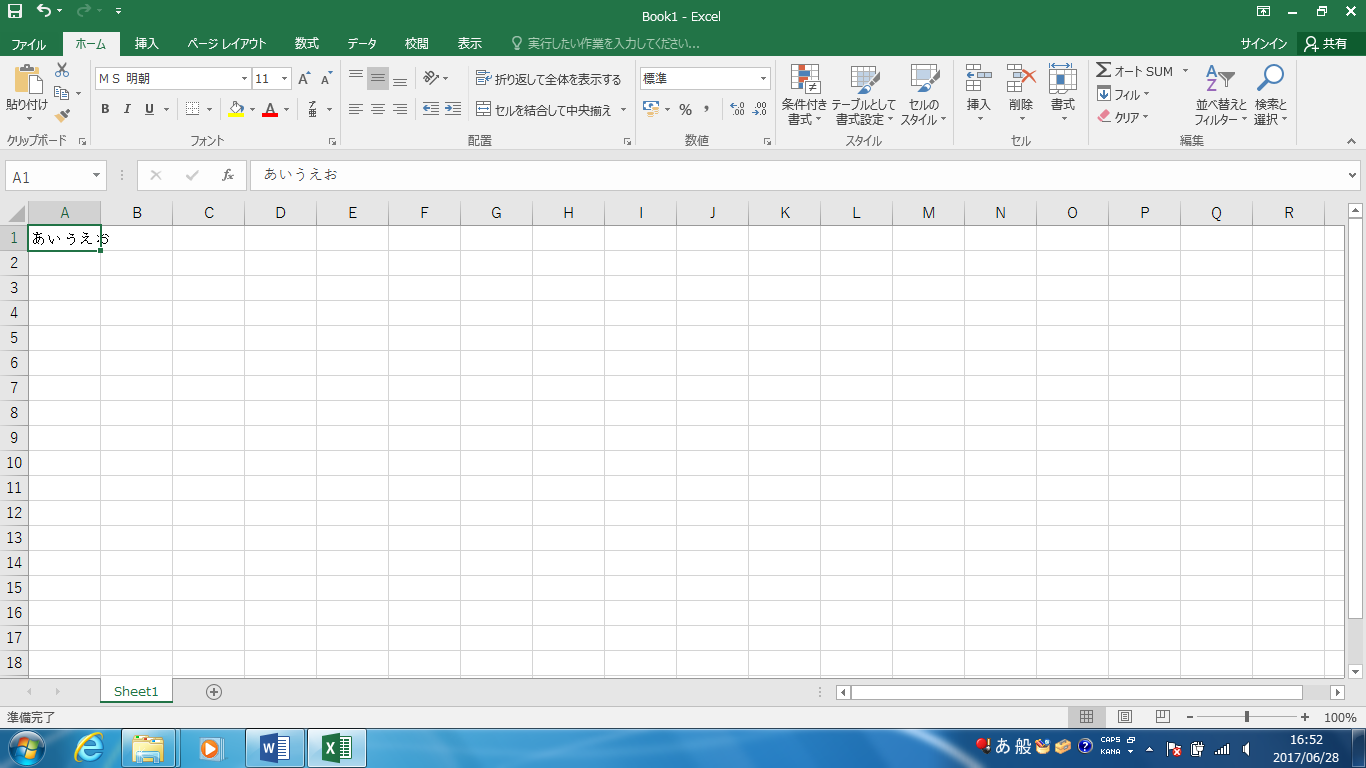 Book1 - Excel
ファイル ホーム 挿入 ページ レイアウト 数式 データ 校閲 表示 実行したい作業を入力してください... サインイン 共有
貼り付け
クリップボード
ＭＳ 明朝 11
B I U
フォント
折り返して全体を表示する
セルを結合して中央揃え
配置
標準
%
数値
条件付き書式
テーブルとして書式設定
セルのスタイル
スタイル
挿入 削除 書式
セル
オート SUM
フィル
クリア
並べ替えとフィルター
検索と選択
編集
A1 fx あいうえお
A B C D E F G H I J K L M N O P Q R
1 あいうえお
2
3
4
5
6
7
8
9
10
11
12
13
14
15
16
17
18
Sheet1
準備完了 100%
あ 般 CAPS KANA 16:52
2017/06/28